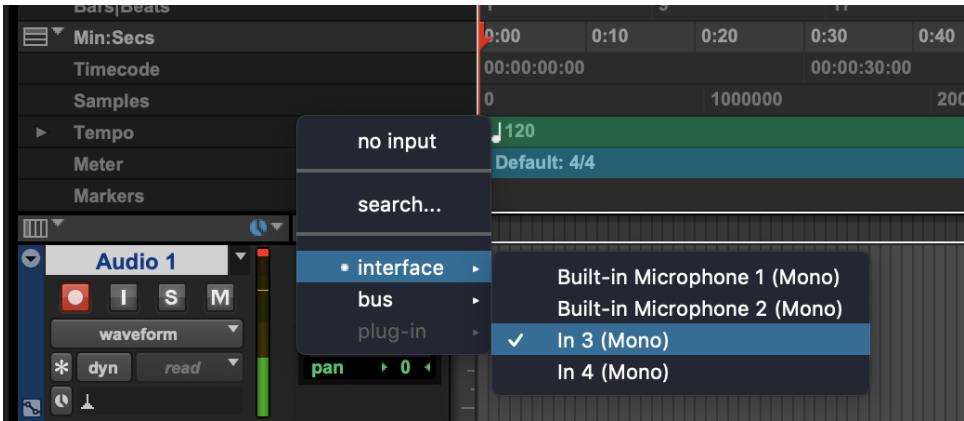 Bars|Beats 1 9 17
Min:Secs 0:00 0:10 0:20 0:30 0:40
Timecode 00:00:00:00 00:00:30:00
Samples 0 1000000
Tempo 120
Meter Default: 4/4
Markers
no input
search...
interface
bus
plug-in
Built-in Microphone 1 (Mono)
Built-in Microphone 2 (Mono)
In 3 (Mono)
In 4 (Mono)
Audio 1
I S M
waveform
dyn read
pan 0